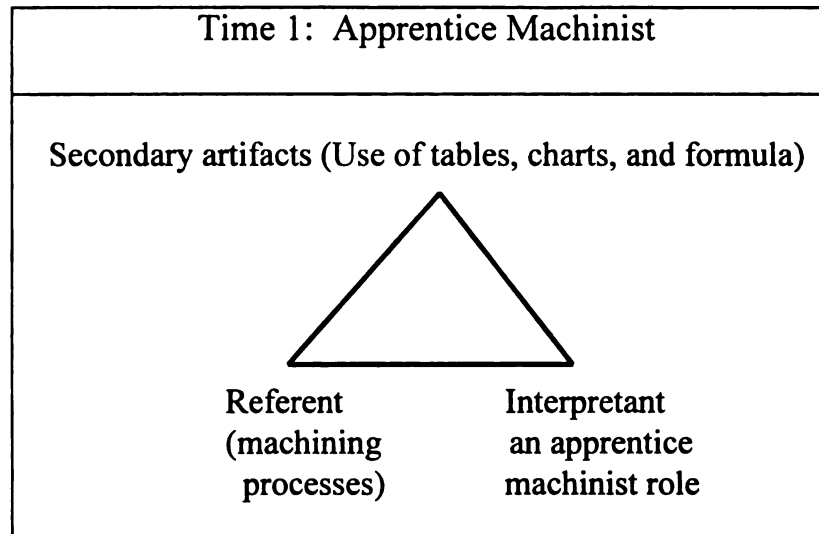 Time 1: Apprentice Machinist
Secondary artifacts (Use of tables, charts, and formula)
Referent
(machining
processes)
Interpretant
an apprentice
machinist role